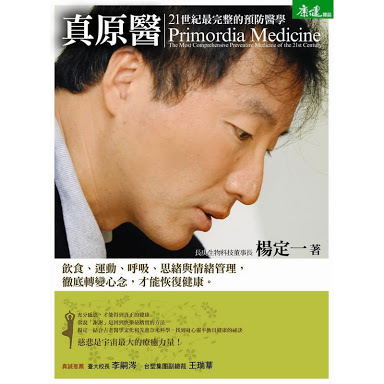 真原醫
21世紀最完整的預防醫學
Primordia Medicine
The Most Comprehensive Preventive Medicine of the 21st Century
康健
長庚生物科技董事長 楊定一 著
飲食、運動、呼吸、思緒與情緒管理,
徹底轉變心念,才能恢復健康。
慈悲是宇宙最大的療癒力量!
真誠推薦 臺大校長 李嗣涔 台塑集團副總裁 王瑞華